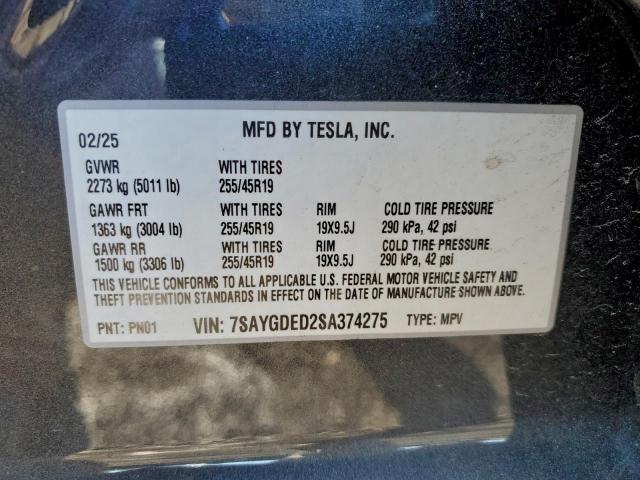 02/25 MFD BY TESLA, INC.
GVWR WITH TIRES
2273 kg (5011 lb) 255/45R19
GAWR FRT WITH TIRES RIM COLD TIRE PRESSURE
1363 kg (3004 lb) 255/45R19 19X9.5J 290 kPa, 42 psi
GAWR RR WITH TIRES RIM COLD TIRE PRESSURE
1500 kg (3306 lb) 255/45R19 19X9.5J 290 kPa, 42 psi
THIS VEHICLE CONFORMS TO ALL APPLICABLE U.S. FEDERAL MOTOR VEHICLE SAFETY AND
THEFT PREVENTION STANDARDS IN EFFECT ON THE DATE OF MANUFACTURE SHOWN ABOVE.
PNT: PN01 VIN: 7SAYGDED2SA374275 TYPE: MPV